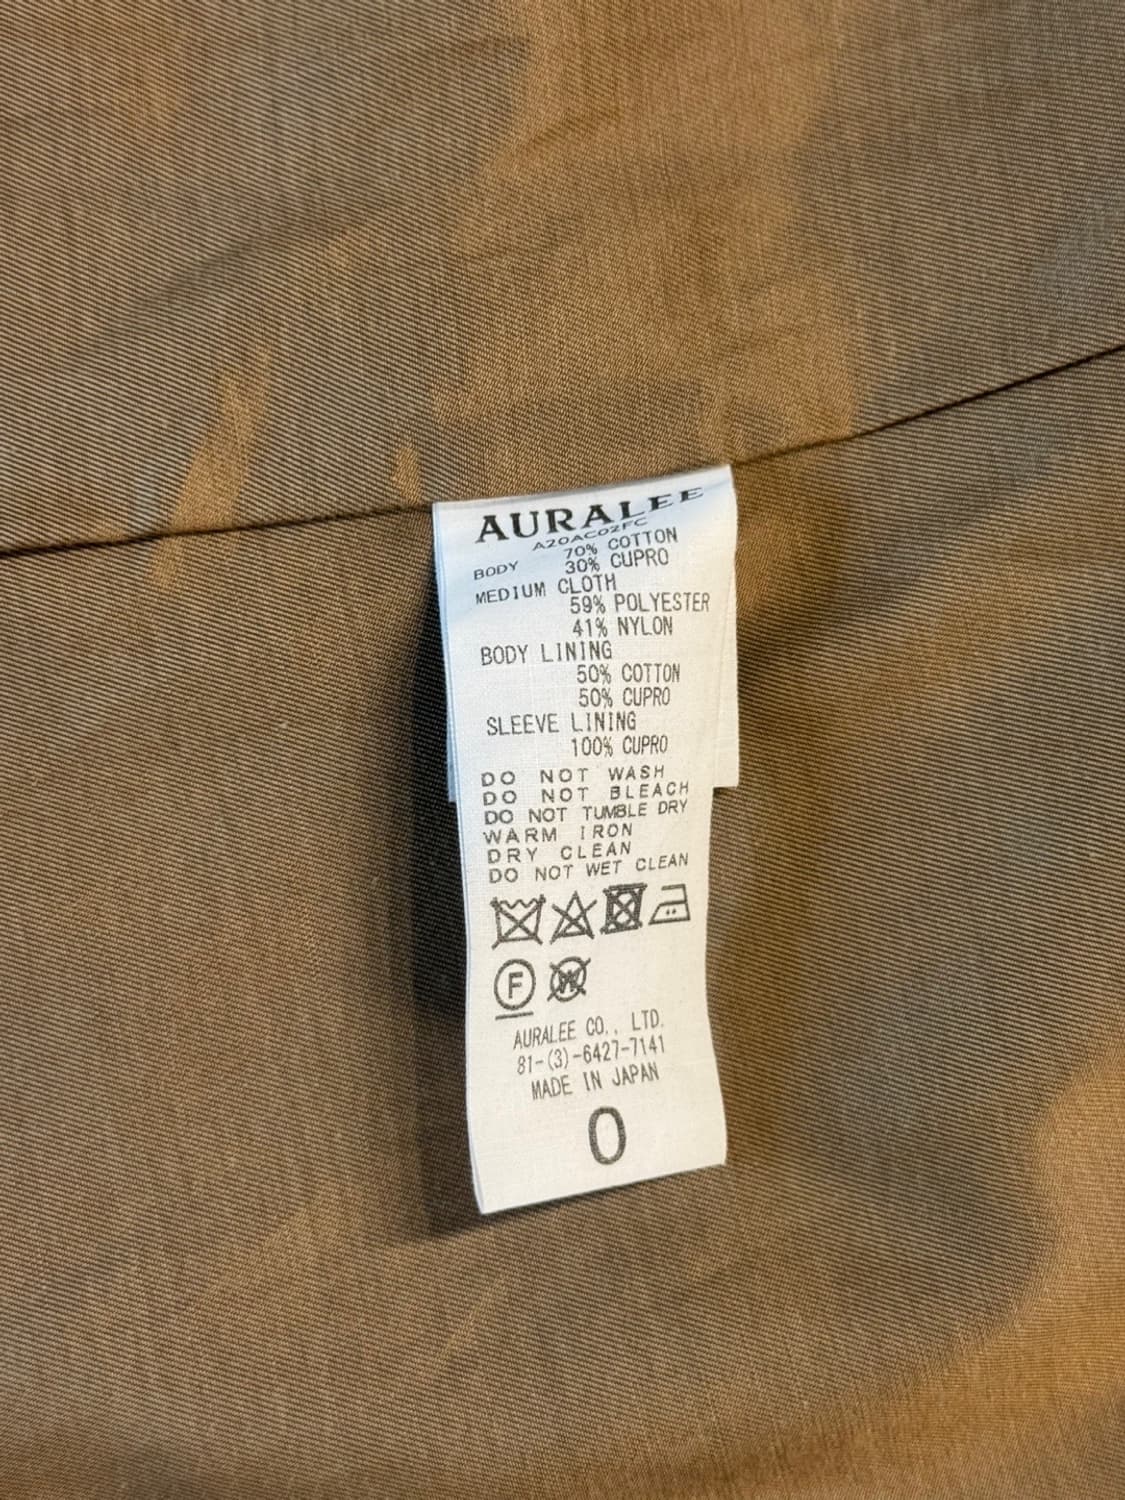 AURALEE
A20AC02FC
70% COTTON
BODY 30% CUPRO
MEDIUM CLOTH
59% POLYESTER
41% NYLON
BODY LINING
50% COTTON
50% CUPRO
SLEEVE LINING
100% CUPRO
DO NOT WASH
DO NOT BLEACH
DO NOT TUMBLE DRY
WARM IRON
DRY CLEAN
DO NOT WET CLEAN
F W
AURALEE CO., LTD.
81-(3)-6427-7141
MADE IN JAPAN
0